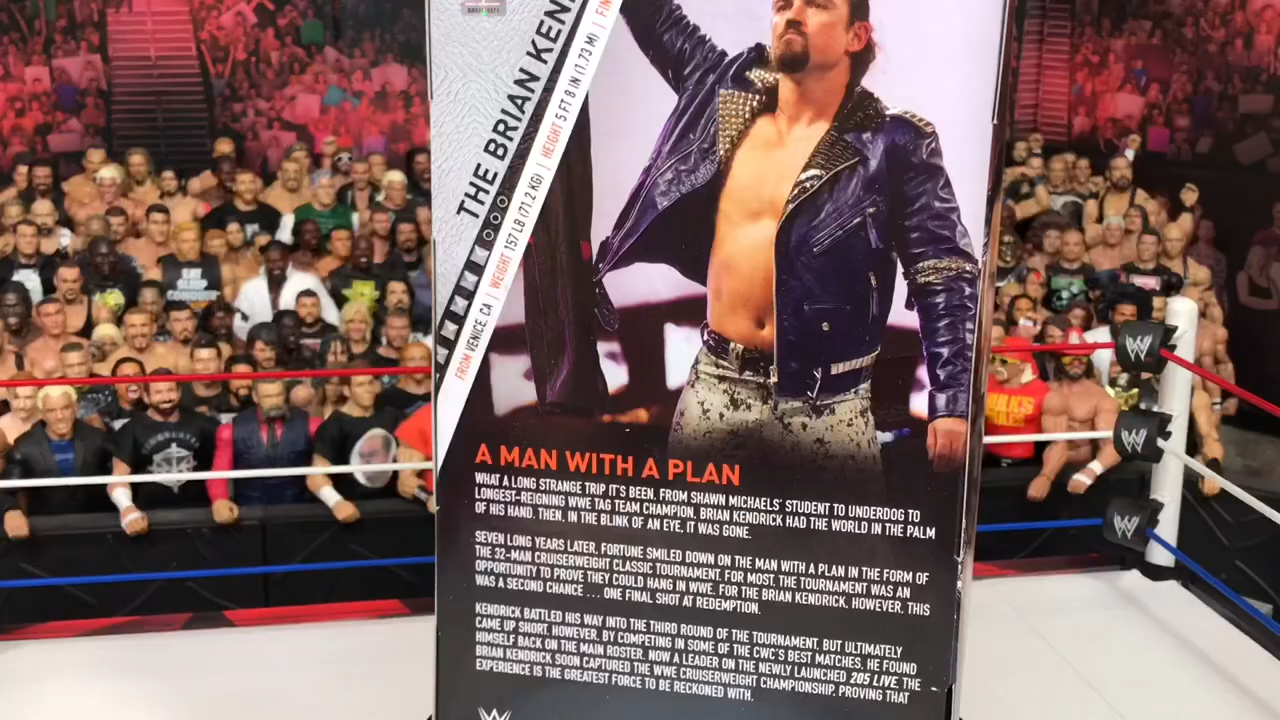 THE BRIAN KEN
FROM VENICE, CA | WEIGHT 157 LB (71.2 KG) | HEIGHT 5 FT 8 IN (1.73 M) | FIN
A MAN WITH A PLAN
WHAT A LONG STRANGE TRIP IT'S BEEN. FROM SHAWN MICHAELS' STUDENT TO UNDERDOG TO
LONGEST-REIGNING WWE TAG TEAM CHAMPION, BRIAN KENDRICK HAD THE WORLD IN THE PALM
OF HIS HAND. THEN, IN THE BLINK OF AN EYE, IT WAS GONE.
SEVEN LONG YEARS LATER, FORTUNE SMILED DOWN ON THE MAN WITH A PLAN IN THE FORM OF
THE 32-MAN CRUISERWEIGHT CLASSIC TOURNAMENT. FOR MOST, THE TOURNAMENT WAS AN
OPPORTUNITY TO PROVE THEY COULD HANG IN WWE. FOR THE BRIAN KENDRICK, HOWEVER, THIS
WAS A SECOND CHANCE . . . ONE FINAL SHOT AT REDEMPTION.
KENDRICK BATTLED HIS WAY INTO THE THIRD ROUND OF THE TOURNAMENT, BUT ULTIMATELY
CAME UP SHORT. HOWEVER, BY COMPETING IN SOME OF THE CWC'S BEST MATCHES, HE FOUND
HIMSELF BACK ON THE MAIN ROSTER. NOW A LEADER ON THE NEWLY LAUNCHED 205 LIVE, THE
BRIAN KENDRICK SOON CAPTURED THE WWE CRUISERWEIGHT CHAMPIONSHIP, PROVING THAT
EXPERIENCE IS THE GREATEST FORCE TO BE RECKONED WITH.